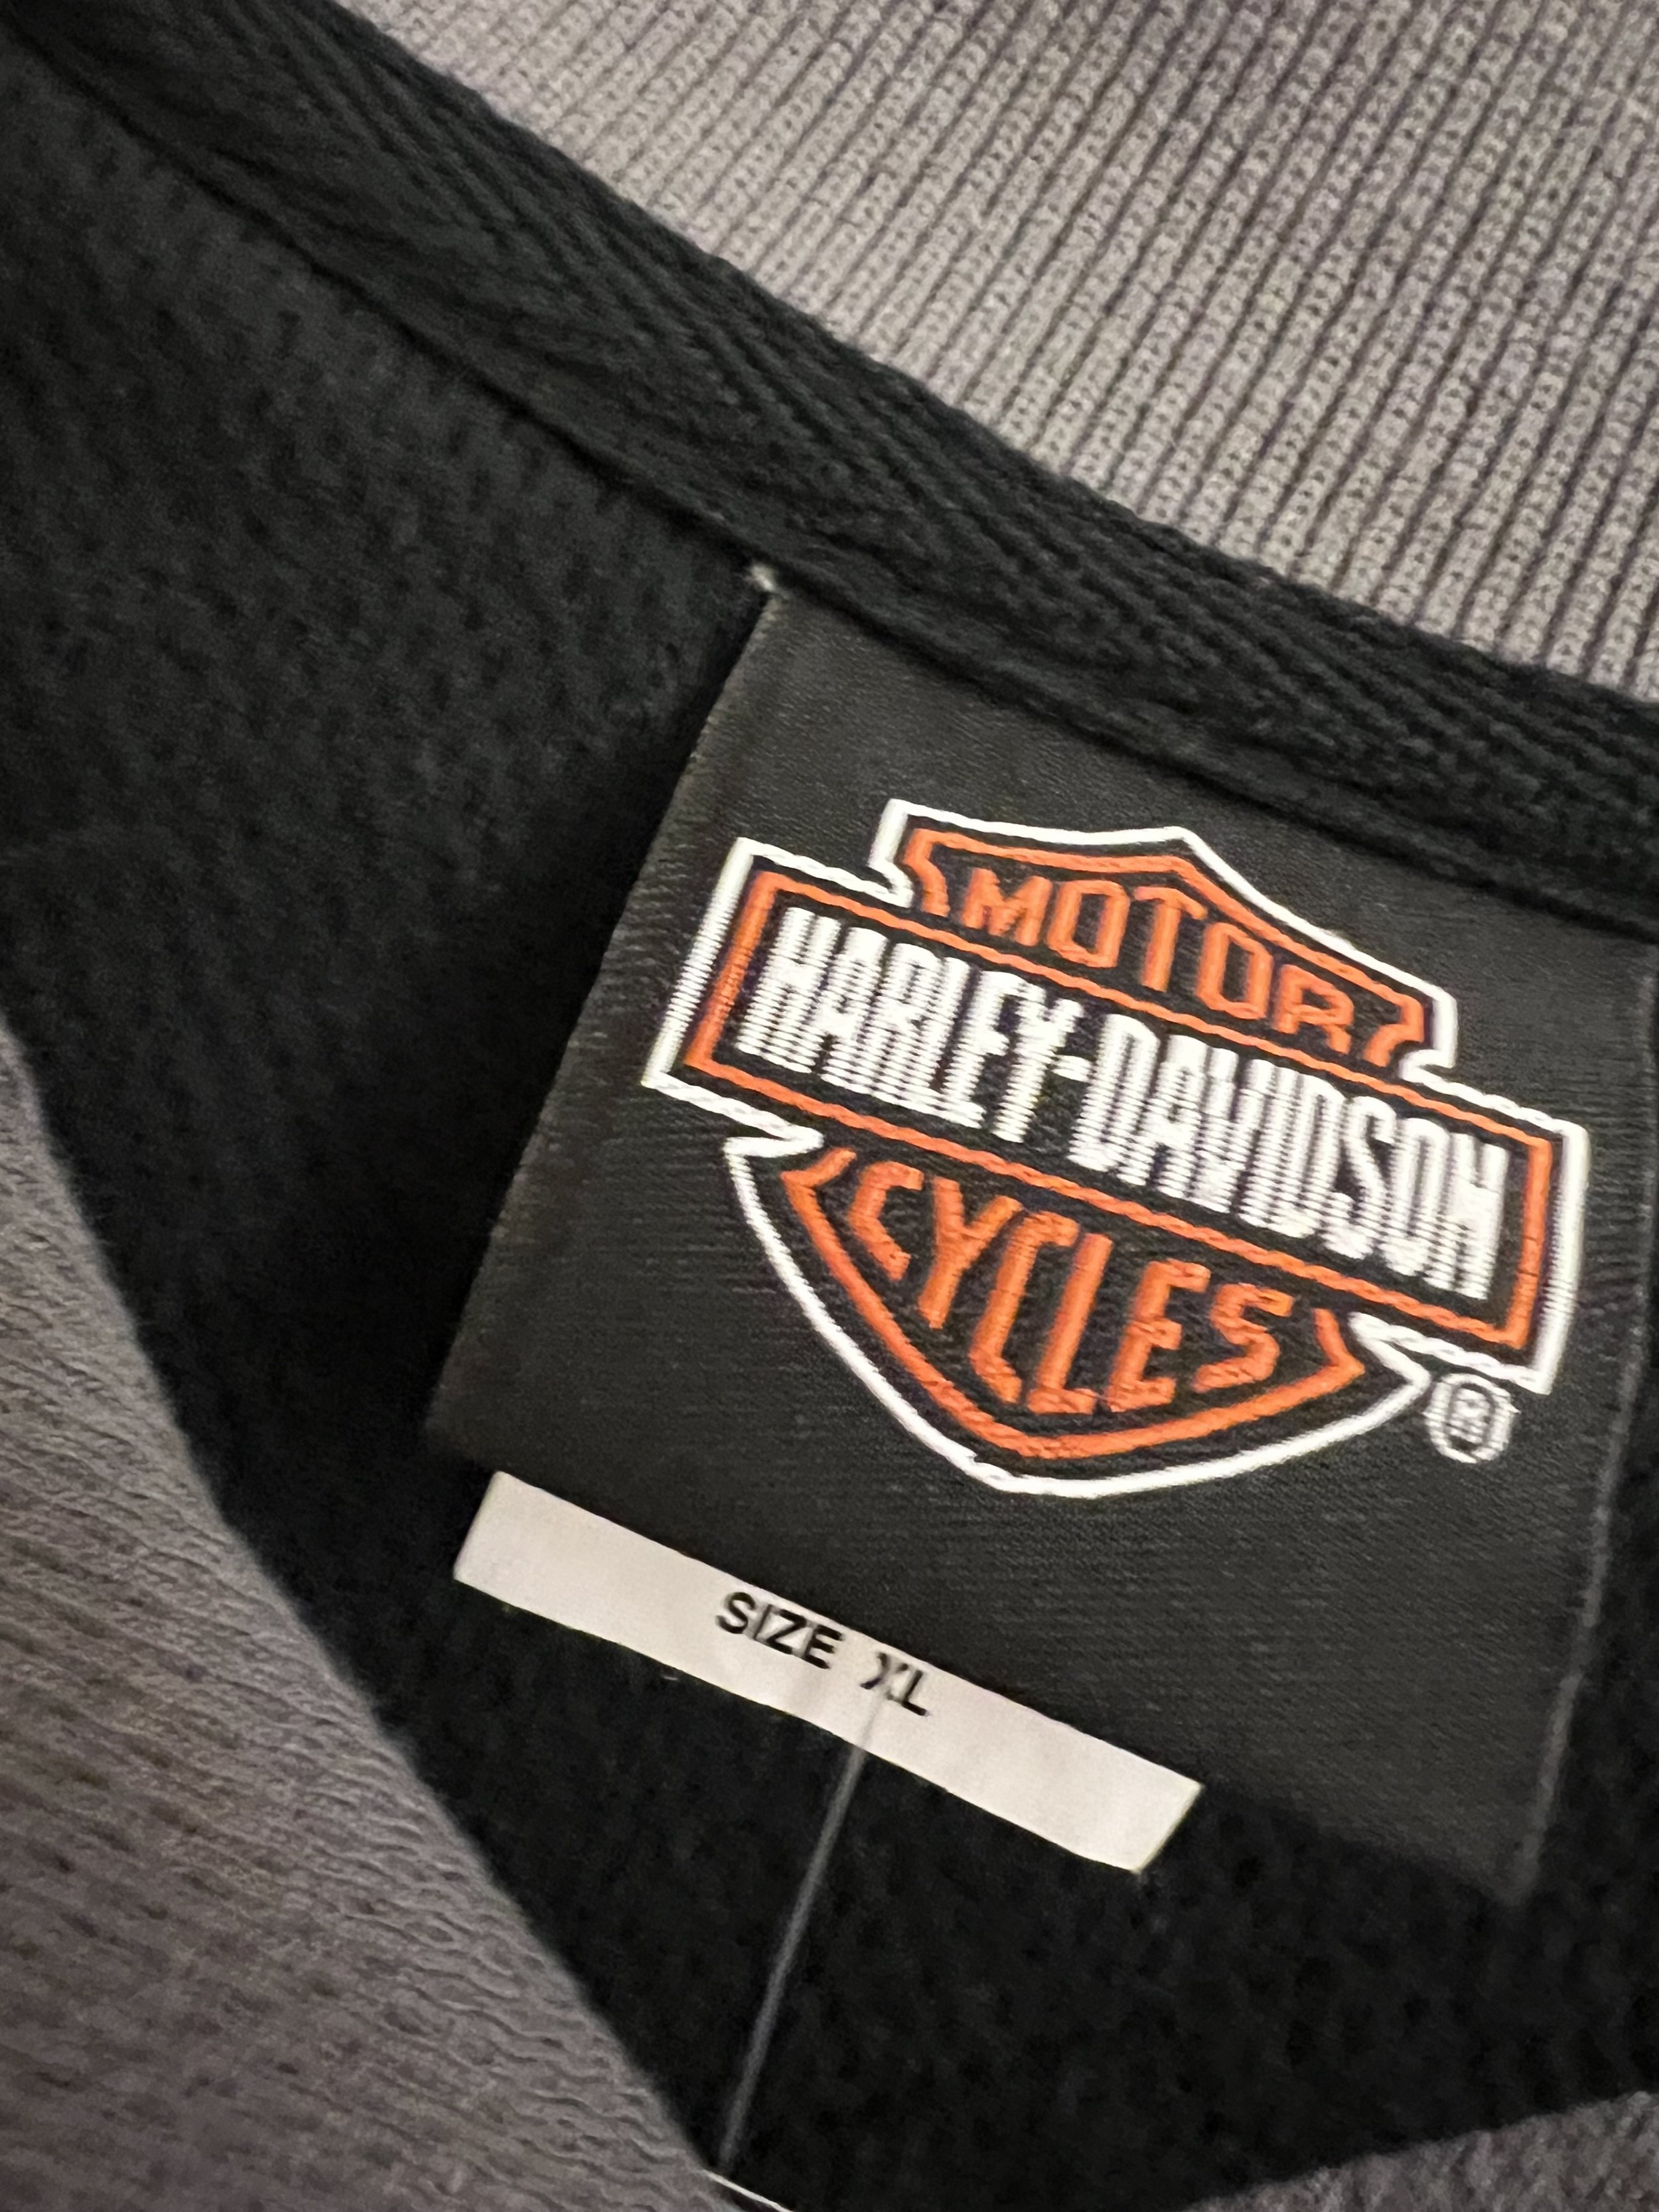 MOTOR
HARLEY-DAVIDSON
CYCLES
®
SIZE XL